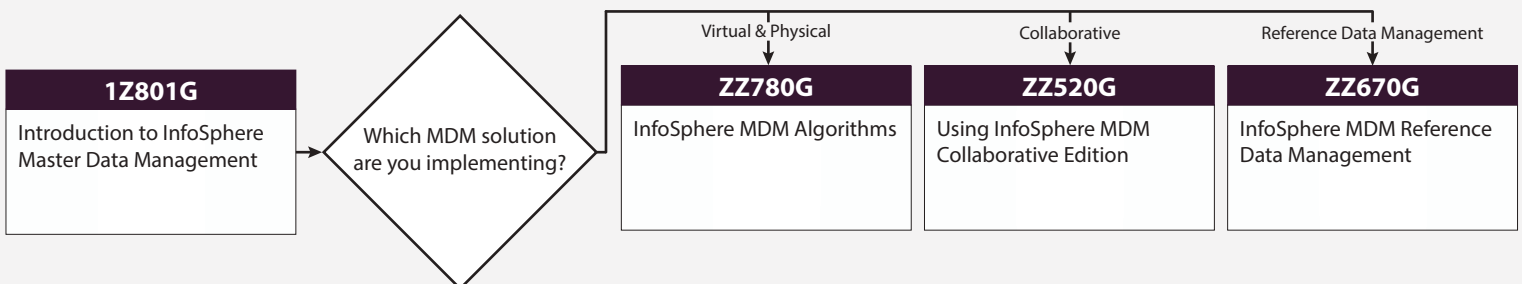 1Z801G
Introduction to InfoSphere
Master Data Management
Which MDM solution
are you implementing?
Virtual & Physical
ZZ780G
InfoSphere MDM Algorithms
Collaborative
ZZ520G
Using InfoSphere MDM
Collaborative Edition
Reference Data Management
ZZ670G
InfoSphere MDM Reference
Data Management